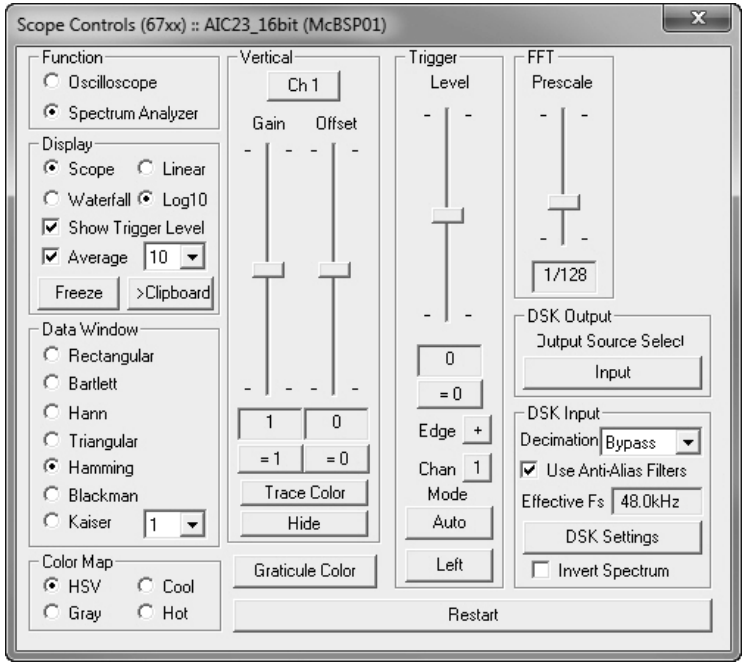 Scope Controls (67xx) :: AIC23_16bit (McBSP01)
x
Function
Oscilloscope
Spectrum Analyzer
Display
Scope Linear
Waterfall Log10
Show Trigger Level
Average 10
Freeze >Clipboard
Data Window
Rectangular
Bartlett
Hann
Triangular
Hamming
Blackman
Kaiser 1
Color Map
HSV Cool
Gray Hot
Vertical
Ch 1
Gain Offset
1 0
= 1 = 0
Trace Color
Hide
Graticule Color
Trigger
Level
0
= 0
Edge +
Chan 1
Mode
Auto
Left
FFT
Prescale
1/128
DSK Output
Output Source Select
Input
DSK Input
Decimation Bypass
Use Anti-Alias Filters
Effective Fs 48.0kHz
DSK Settings
Invert Spectrum
Restart